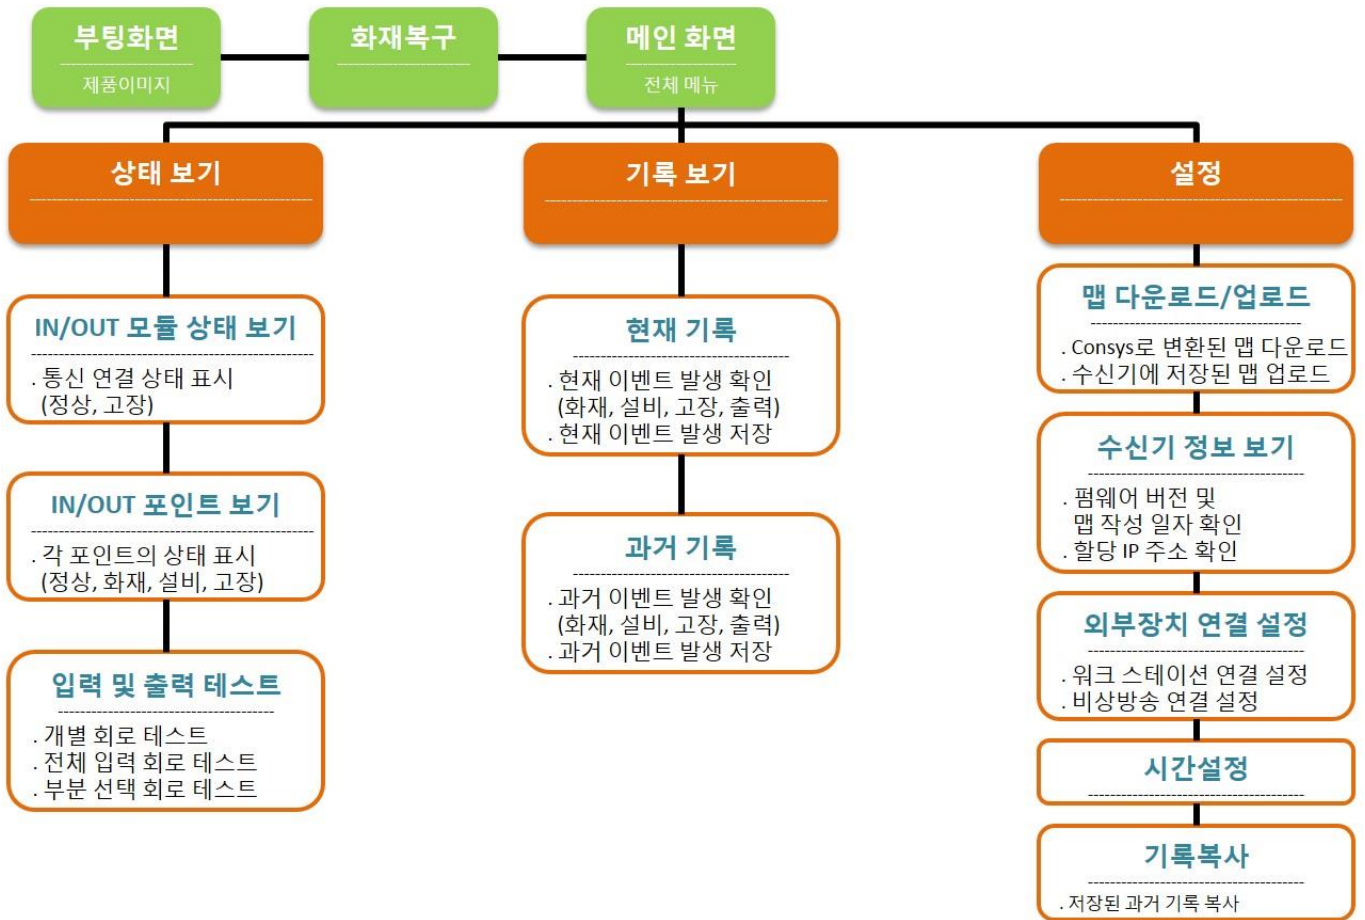 부팅화면
제품이미지
화재복구
메인 화면
전체 메뉴
상태 보기
IN/OUT 모듈 상태 보기
. 통신 연결 상태 표시
(정상, 고장)
IN/OUT 포인트 보기
. 각 포인트의 상태 표시
(정상, 화재, 설비, 고장)
입력 및 출력 테스트
. 개별 회로 테스트
. 전체 입력 회로 테스트
. 부분 선택 회로 테스트
기록 보기
현재 기록
. 현재 이벤트 발생 확인
(화재, 설비, 고장, 출력)
. 현재 이벤트 발생 저장
과거 기록
. 과거 이벤트 발생 확인
(화재, 설비, 고장, 출력)
. 과거 이벤트 발생 저장
설정
맵 다운로드/업로드
. Consys로 변환된 맵 다운로드
. 수신기에 저장된 맵 업로드
수신기 정보 보기
. 펌웨어 버전 및
맵 작성 일자 확인
. 할당 IP 주소 확인
외부장치 연결 설정
. 워크 스테이션 연결 설정
. 비상방송 연결 설정
시간설정
기록복사
. 저장된 과거 기록 복사